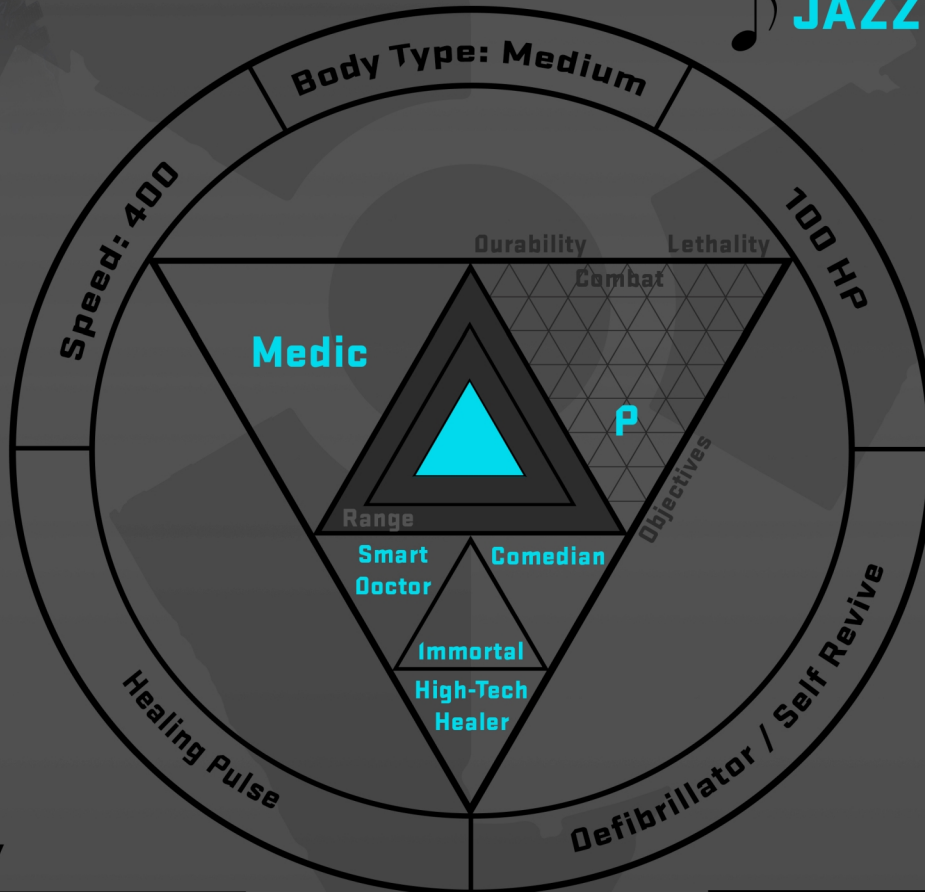 JAZZ
Body Type: Medium
Speed: 400
100 HP
Durability
Lethality
Combat
Medic
P
Objectives
Range
Smart
Doctor
Comedian
Immortal
High-Tech
Healer
Healing Pulse
Defibrillator / Self Revive